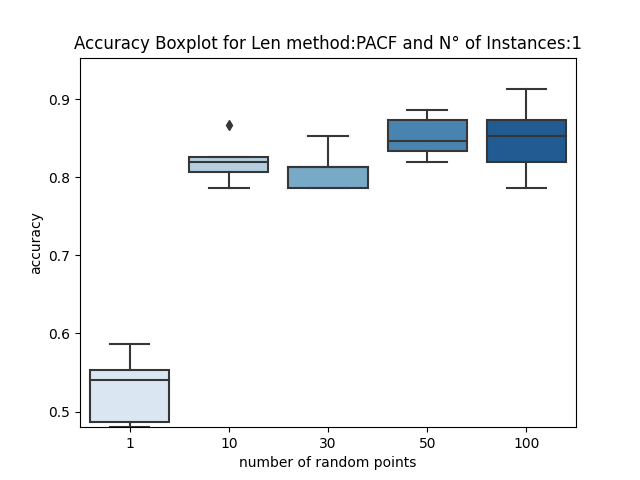 Accuracy Boxplot for Len method:PACF and N° of Instances:1
0.9
0.8
0.7
0.6
0.5
accuracy
1 10 30 50 100
number of random points